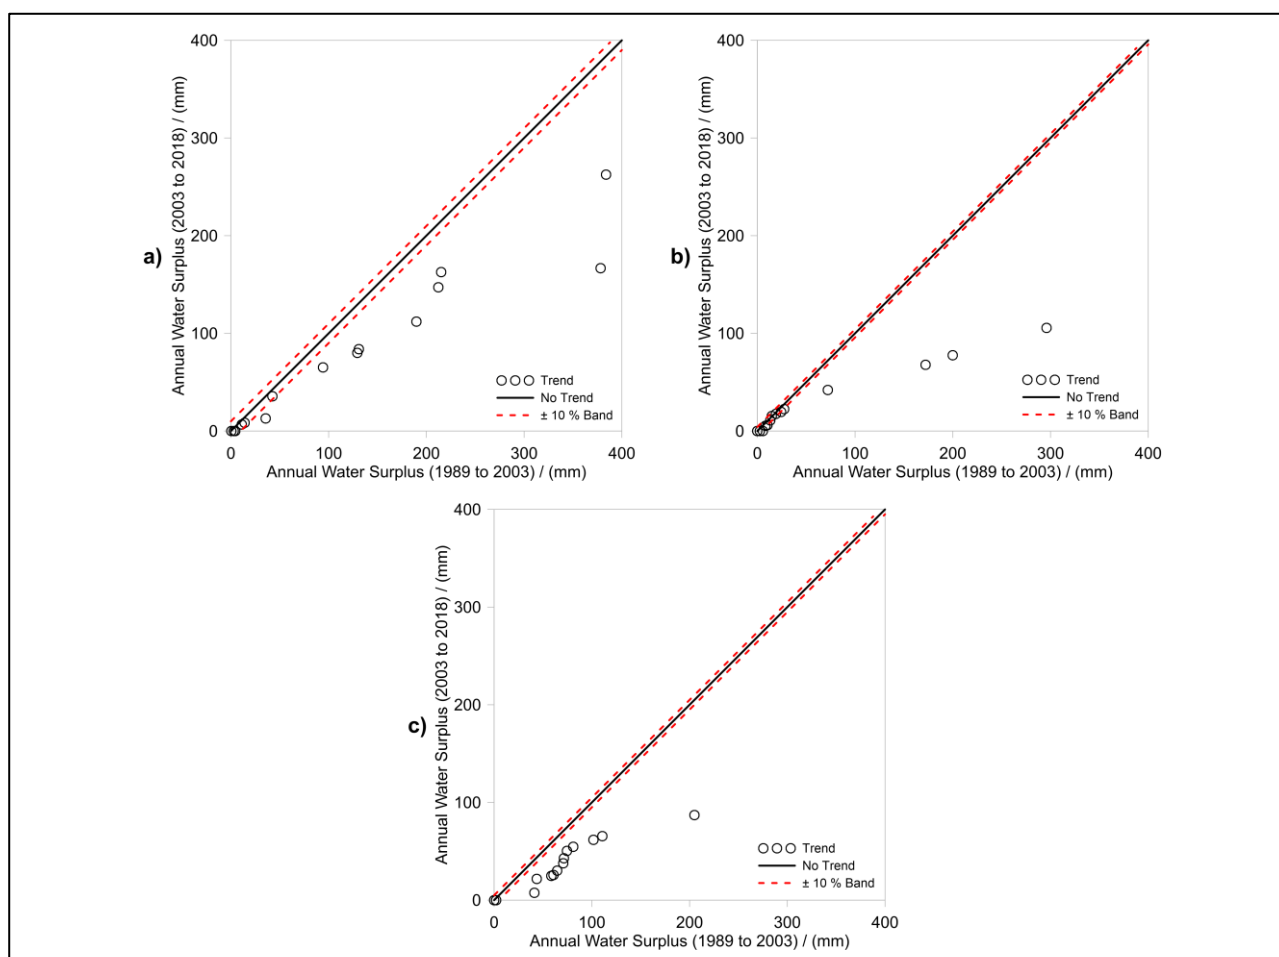 a)
Annual Water Surplus (2003 to 2018) / (mm)
400
300
200
100
0
0 100 200 300 400
Annual Water Surplus (1989 to 2003) / (mm)
Trend
No Trend
± 10 % Band
b)
Annual Water Surplus (2003 to 2018) / (mm)
400
300
200
100
0
0 100 200 300 400
Annual Water Surplus (1989 to 2003) / (mm)
Trend
No Trend
± 10 % Band
c)
Annual Water Surplus (2003 to 2018) / (mm)
400
300
200
100
0
0 100 200 300 400
Annual Water Surplus (1989 to 2003) / (mm)
Trend
No Trend
± 10 % Band